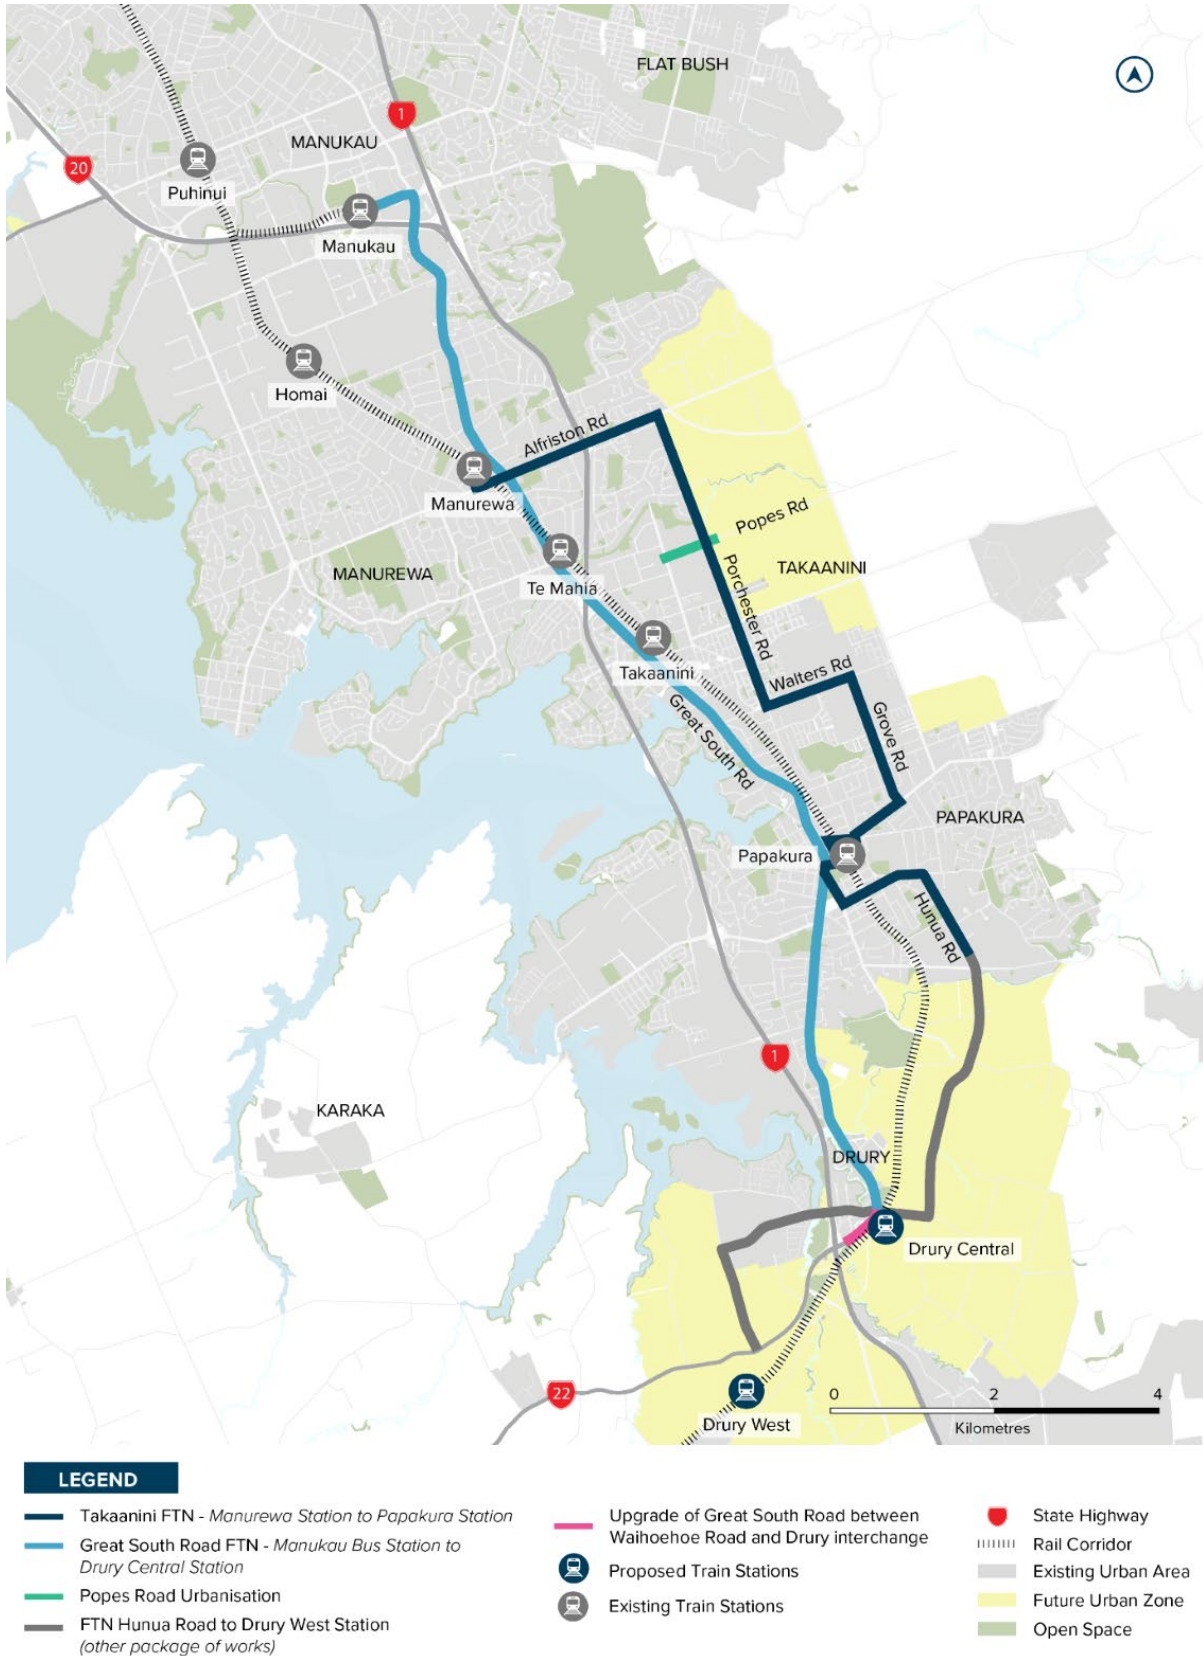 FLAT BUSH
1
MANUKAU
20
Puhinui
Manukau
Homai
Alfriston Rd
Manurewa
Popes Rd
MANUREWA
Te Mahia
TAKAANINI
Porchester Rd
Takaanini
Walters Rd
Great South Rd
Grove Rd
PAPAKURA
Papakura
Hunua Rd
1
KARAKA
DRURY
Drury Central
22
Drury West
0 2 4
Kilometres
LEGEND
Takaanini FTN - Manurewa Station to Papakura Station
Great South Road FTN - Manukau Bus Station to
Drury Central Station
Popes Road Urbanisation
FTN Hunua Road to Drury West Station
(other package of works)
Upgrade of Great South Road between
Waihoehoe Road and Drury interchange
Proposed Train Stations
Existing Train Stations
State Highway
Rail Corridor
Existing Urban Area
Future Urban Zone
Open Space